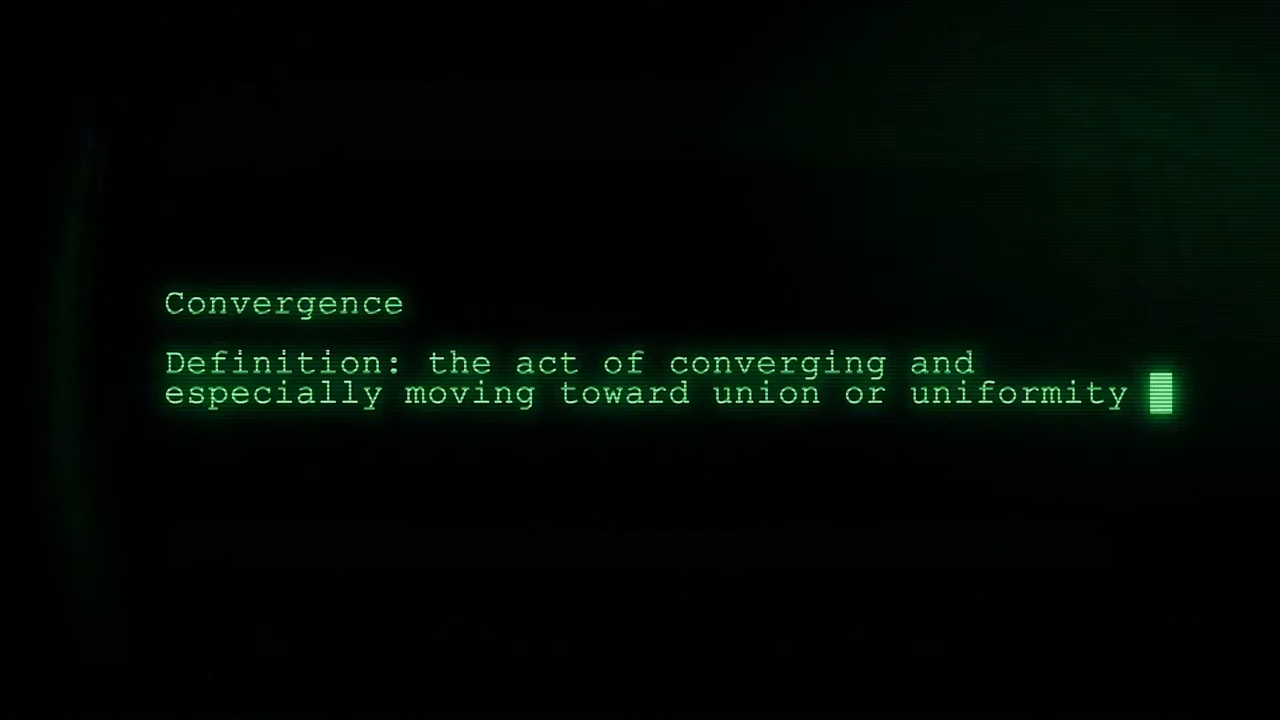 Convergence
Definition: the act of converging and
especially moving toward union or uniformity